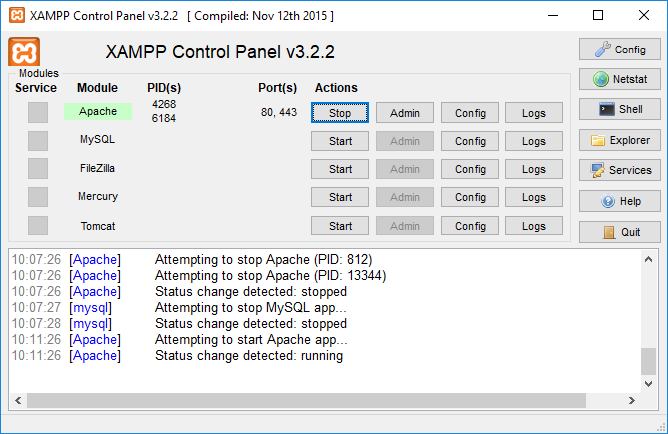 XAMPP Control Panel v3.2.2 [ Compiled: Nov 12th 2015 ]
XAMPP Control Panel v3.2.2
Config
Modules
Service Module PID(s) Port(s) Actions
Netstat
Apache 4268 6184 80, 443 Stop Admin Config Logs
Shell
MySQL Start Admin Config Logs
Explorer
FileZilla Start Admin Config Logs
Services
Mercury Start Admin Config Logs
Help
Tomcat Start Admin Config Logs
Quit
10:07:26 [Apache] Attempting to stop Apache (PID: 812)
10:07:26 [Apache] Attempting to stop Apache (PID: 13344)
10:07:26 [Apache] Status change detected: stopped
10:07:27 [mysql] Attempting to stop MySQL app...
10:07:28 [mysql] Status change detected: stopped
10:11:26 [Apache] Attempting to start Apache app...
10:11:26 [Apache] Status change detected: running